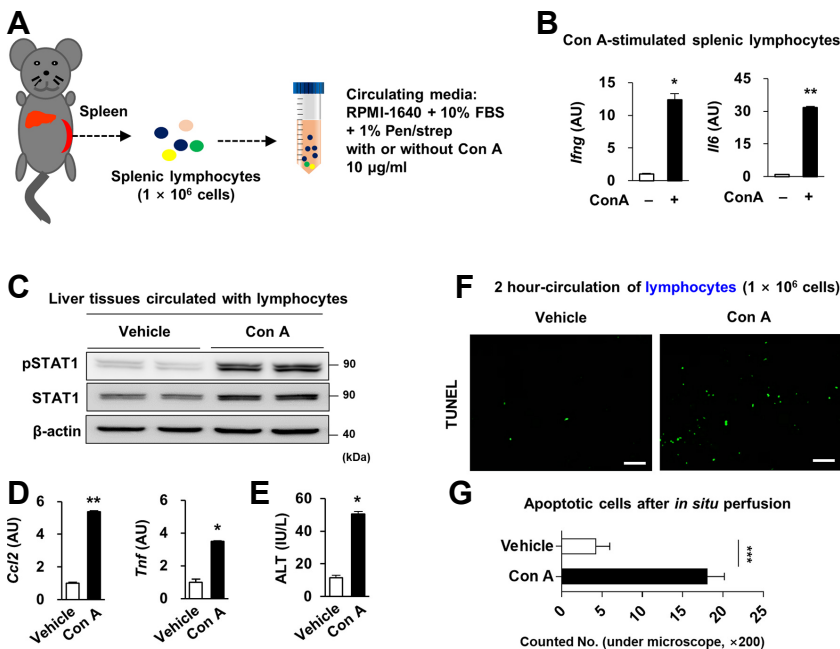 A
Spleen
Splenic lymphocytes
(1 × 10⁶ cells)
Circulating media:
RPMI-1640 + 10% FBS
+ 1% Pen/strep
with or without Con A
10 μg/ml
B
Con A-stimulated splenic lymphocytes
Ifng (AU)
15
10
5
0
*
ConA – +
Il6 (AU)
45
30
15
0
**
ConA – +
C
Liver tissues circulated with lymphocytes
Vehicle Con A
pSTAT1 90
STAT1 90
β-actin 40
(kDa)
D
Ccl2 (AU)
6
4
2
0
**
Vehicle
Con A
Tnf (AU)
6
4
2
0
*
Vehicle
Con A
E
ALT (IU/L)
60
40
20
0
*
Vehicle
Con A
F
2 hour-circulation of lymphocytes (1 × 10⁶ cells)
Vehicle Con A
TUNEL
G
Apoptotic cells after in situ perfusion
Vehicle
Con A
***
0 5 10 15 20 25
Counted No. (under microscope, ×200)